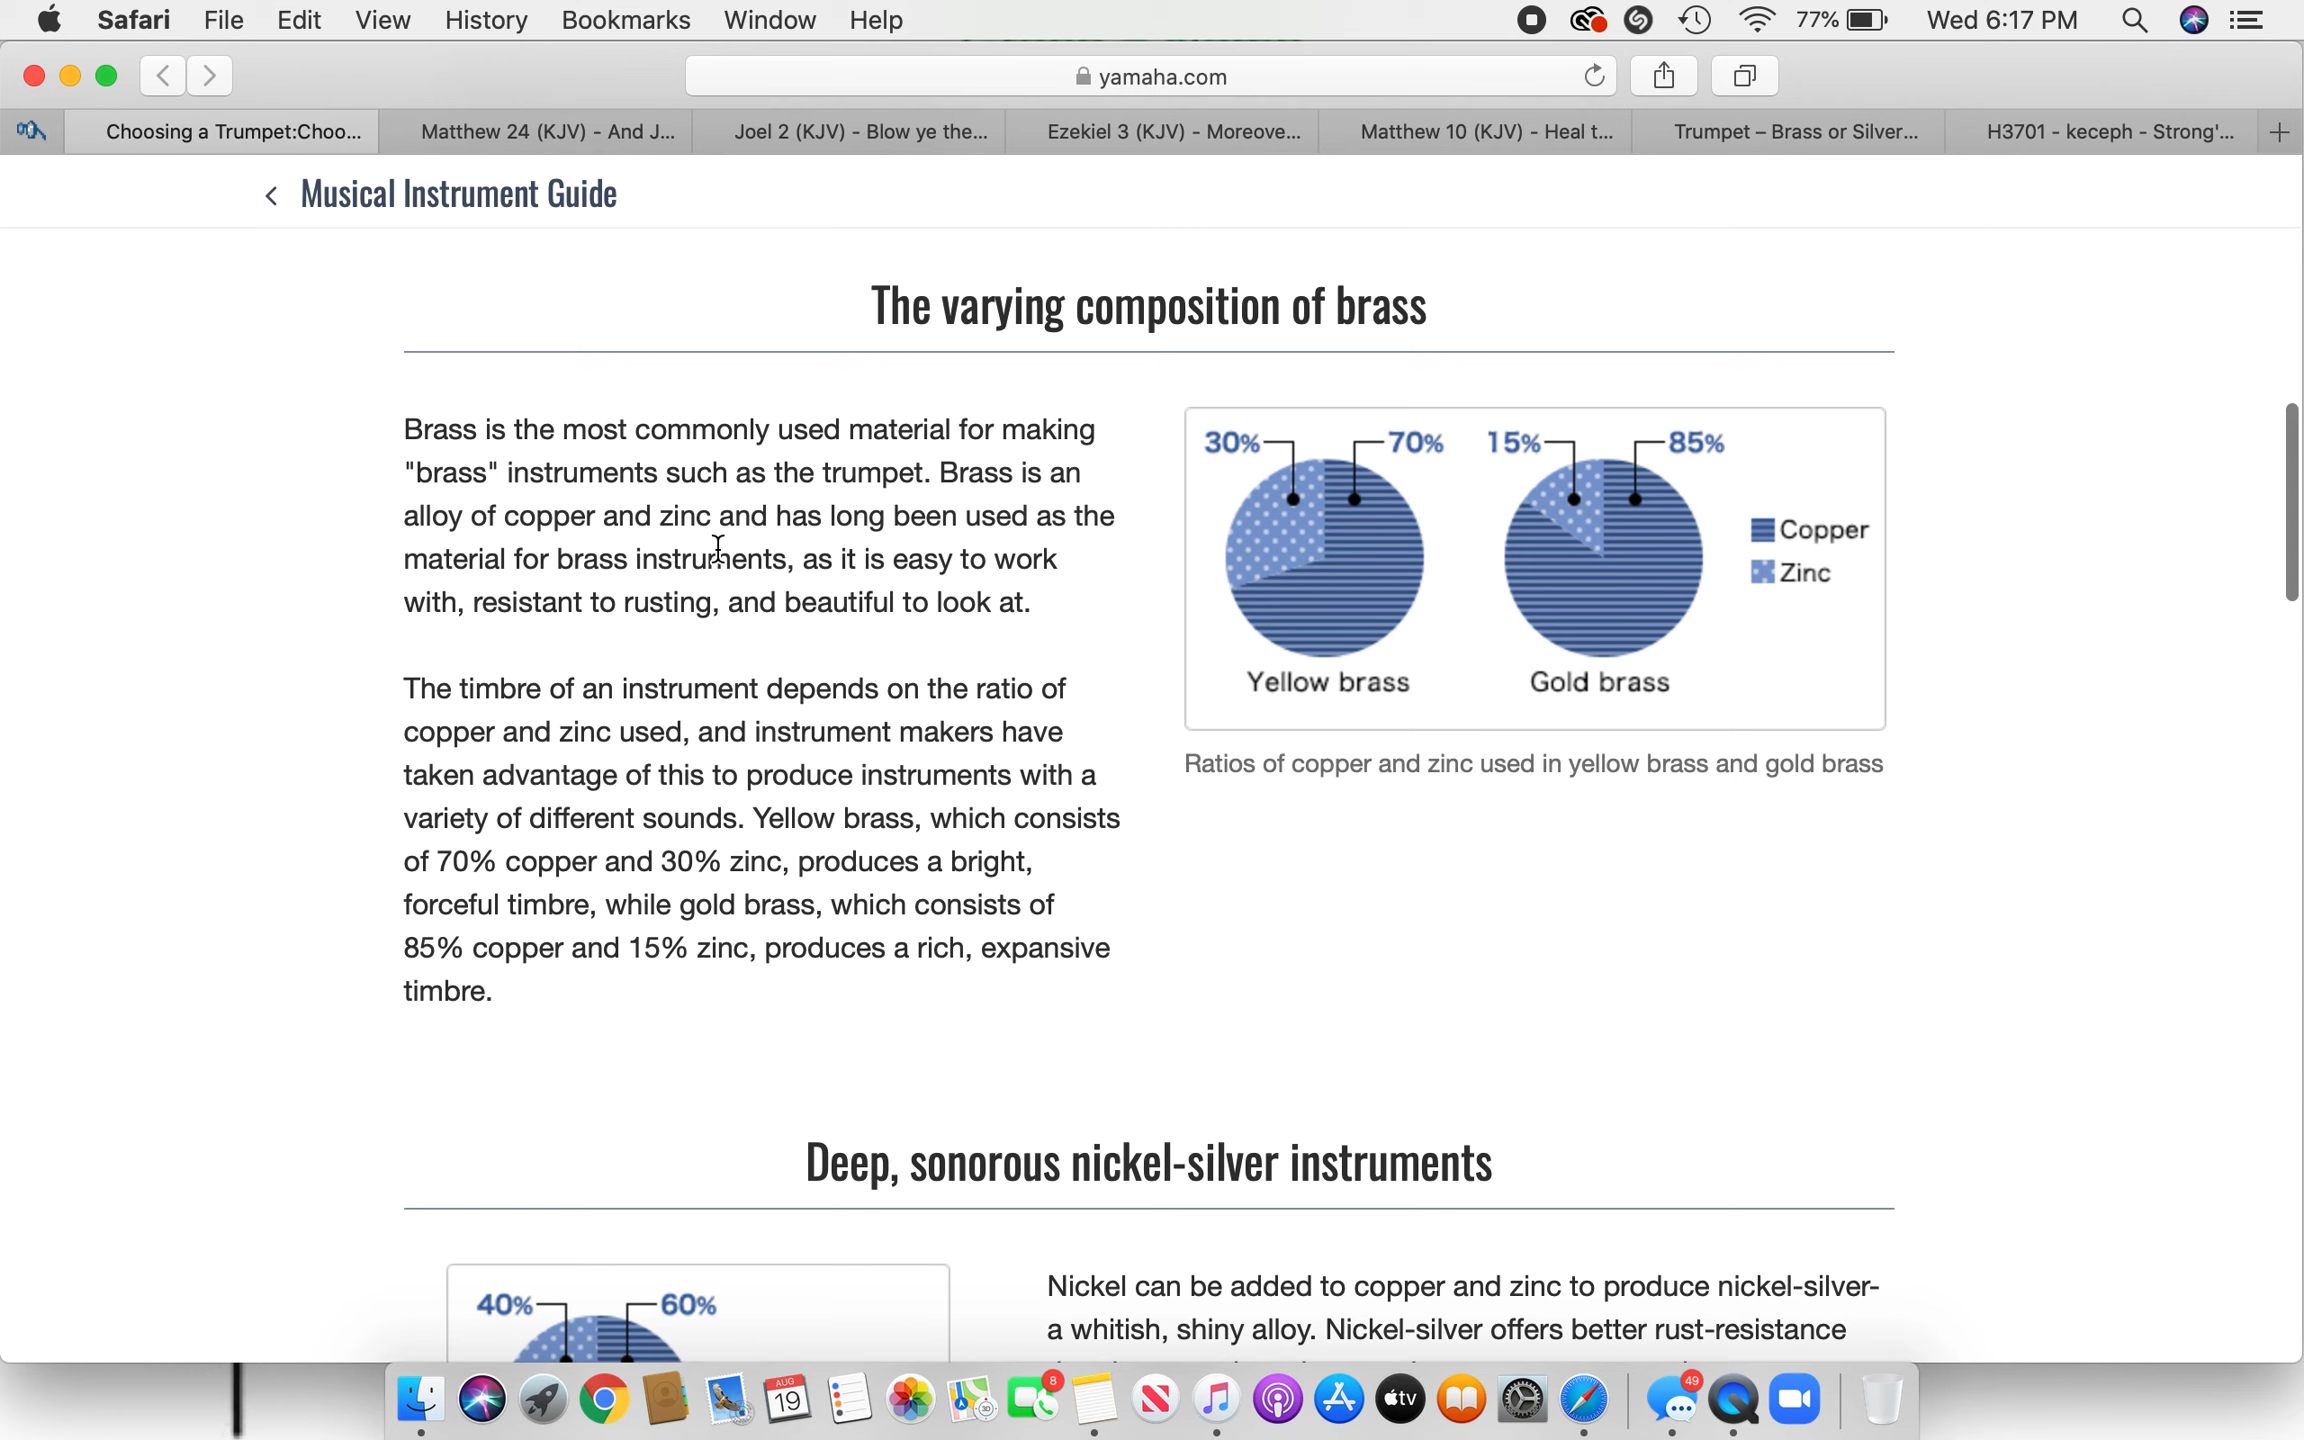 Safari File Edit View History Bookmarks Window Help 77% Wed 6:17 PM
yamaha.com
Choosing a Trumpet:Choo... Matthew 24 (KJV) - And J... Joel 2 (KJV) - Blow ye the... Ezekiel 3 (KJV) - Moreove... Matthew 10 (KJV) - Heal t... Trumpet – Brass or Silver... H3701 - keceph - Strong'...
Musical Instrument Guide
The varying composition of brass
Brass is the most commonly used material for making
"brass" instruments such as the trumpet. Brass is an
alloy of copper and zinc and has long been used as the
material for brass instruments, as it is easy to work
with, resistant to rusting, and beautiful to look at.
The timbre of an instrument depends on the ratio of
copper and zinc used, and instrument makers have
taken advantage of this to produce instruments with a
variety of different sounds. Yellow brass, which consists
of 70% copper and 30% zinc, produces a bright,
forceful timbre, while gold brass, which consists of
85% copper and 15% zinc, produces a rich, expansive
timbre.
30% 70% 15% 85%
Copper
Zinc
Yellow brass Gold brass
Ratios of copper and zinc used in yellow brass and gold brass
Deep, sonorous nickel-silver instruments
40% 60%
Nickel can be added to copper and zinc to produce nickel-silver-
a whitish, shiny alloy. Nickel-silver offers better rust-resistance
AUG
19
3D
8
tv
49